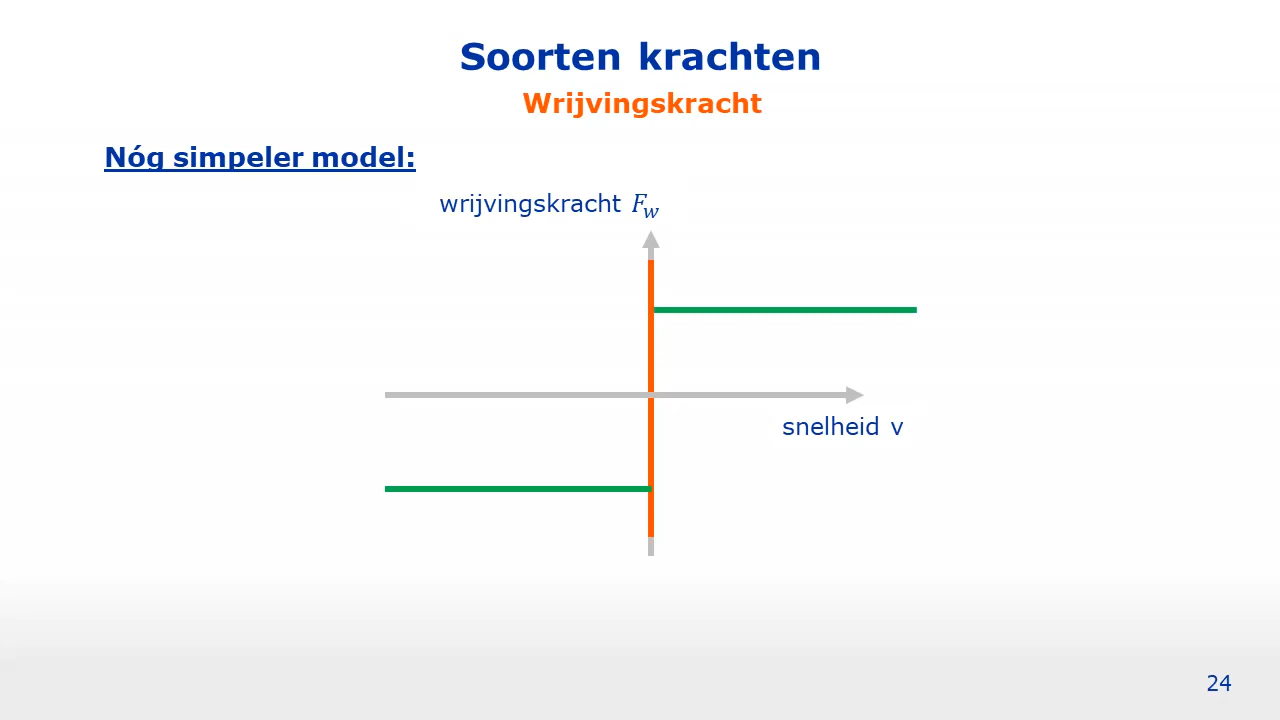 Soorten krachten
Wrijvingskracht
Nóg simpeler model:
wrijvingskracht $F_w$
snelheid v
24